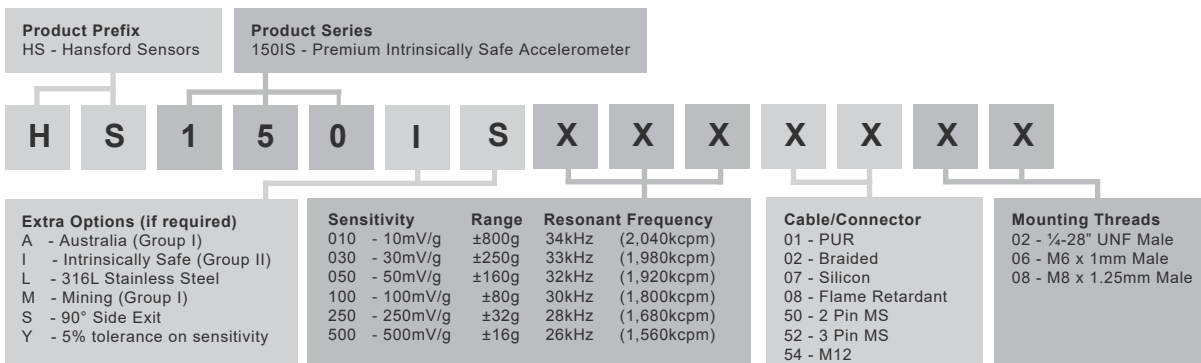 Product Prefix
HS - Hansford Sensors
Product Series
150IS - Premium Intrinsically Safe Accelerometer
H S 1 5 0 I S X X X X X X X
Extra Options (if required)
A - Australia (Group I)
I - Intrinsically Safe (Group II)
L - 316L Stainless Steel
M - Mining (Group I)
S - 90° Side Exit
Y - 5% tolerance on sensitivity
Sensitivity Range Resonant Frequency
010 - 10mV/g ±800g 34kHz (2,040kcpm)
030 - 30mV/g ±250g 33kHz (1,980kcpm)
050 - 50mV/g ±160g 32kHz (1,920kcpm)
100 - 100mV/g ±80g 30kHz (1,800kcpm)
250 - 250mV/g ±32g 28kHz (1,680kcpm)
500 - 500mV/g ±16g 26kHz (1,560kcpm)
Cable/Connector
01 - PUR
02 - Braided
07 - Silicon
08 - Flame Retardant
50 - 2 Pin MS
52 - 3 Pin MS
54 - M12
Mounting Threads
02 - ¼-28" UNF Male
06 - M6 x 1mm Male
08 - M8 x 1.25mm Male